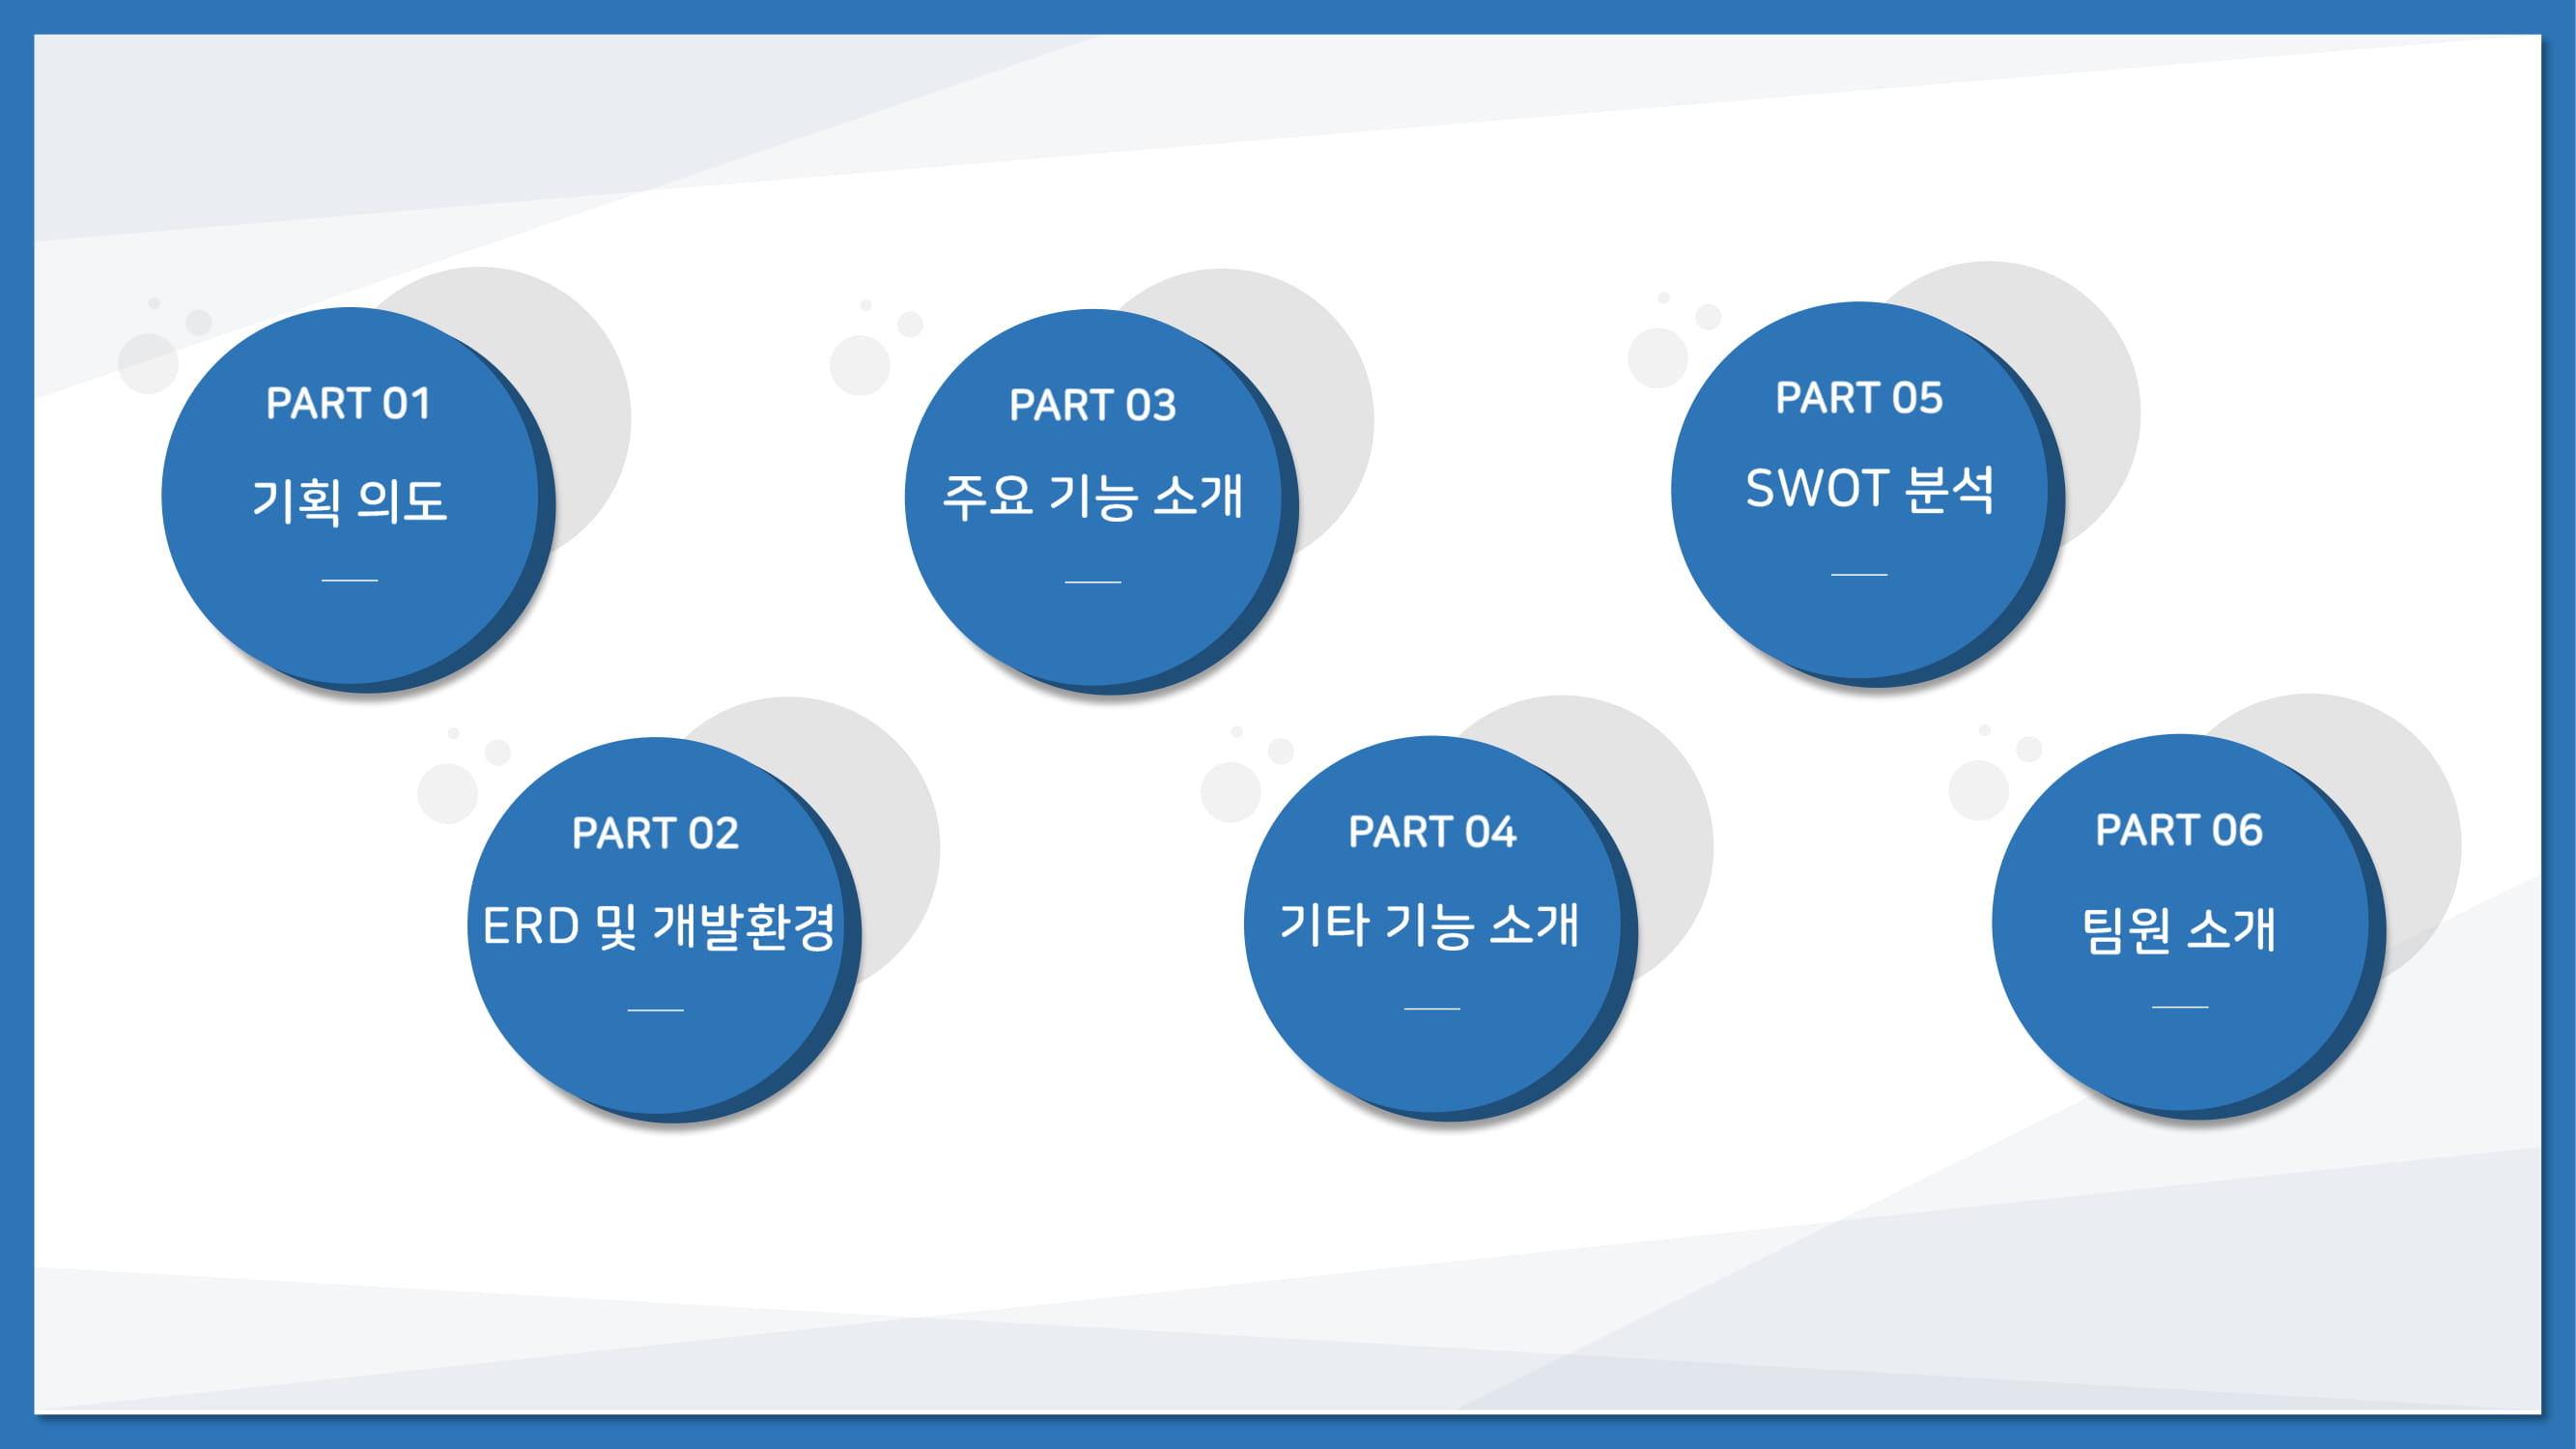 PART 01
기획 의도
PART 02
ERD 및 개발환경
PART 03
주요 기능 소개
PART 04
기타 기능 소개
PART 05
SWOT 분석
PART 06
팀원 소개